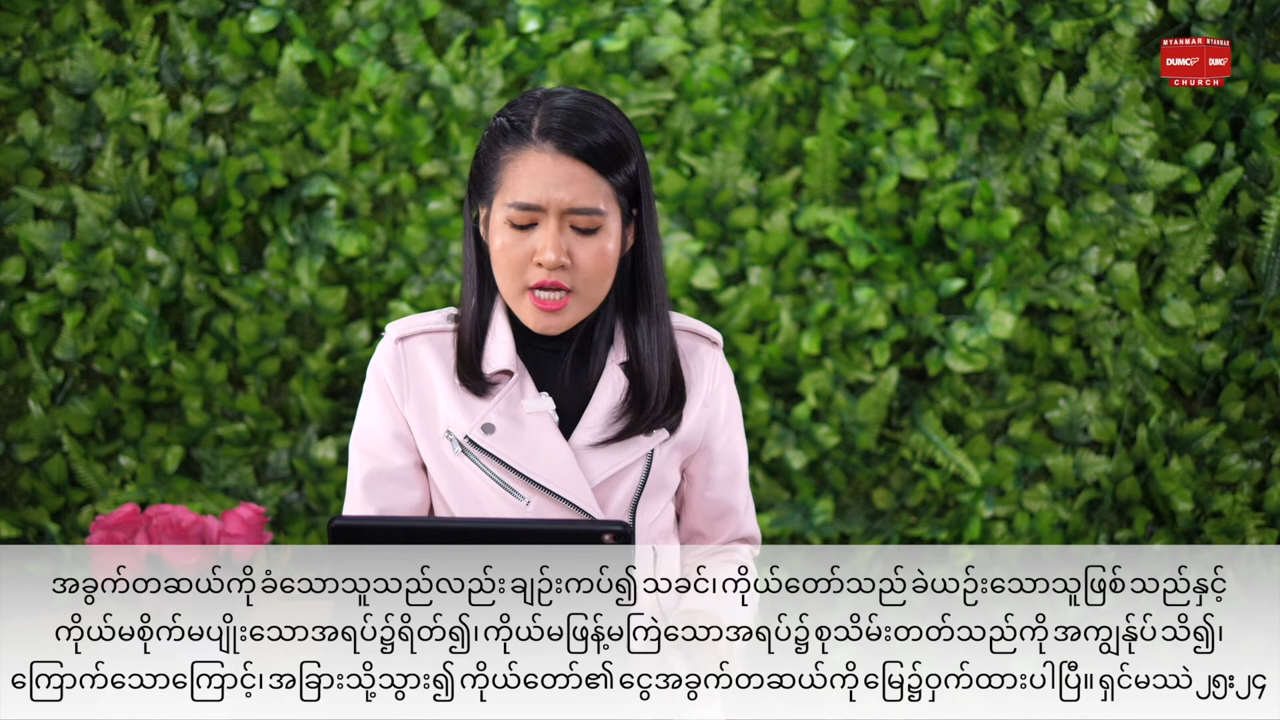 MYANMAR MYANMAR
DUMC DUMC
CHURCH
အခွက်တဆယ်ကို ခံသောသူသည်လည်း ချဉ်းကပ်၍ သခင်၊ ကိုယ်တော်သည် ခဲယဉ်းသောသူဖြစ် သည်နှင့်
ကိုယ်မစိုက်မပျိုးသောအရပ်၌ရိတ်၍၊ ကိုယ်မဖြန့်မကြဲသောအရပ်၌ စုသိမ်းတတ်သည်ကို အကျွန်ုပ် သိ၍၊
ကြောက်သောကြောင့်၊ အခြားသို့သွား၍ ကိုယ်တော်၏ ငွေအခွက်တဆယ်ကို မြေ၌ဝှက်ထားပါပြီ။ ရှင်မဿဲ ၂၅း၂၄